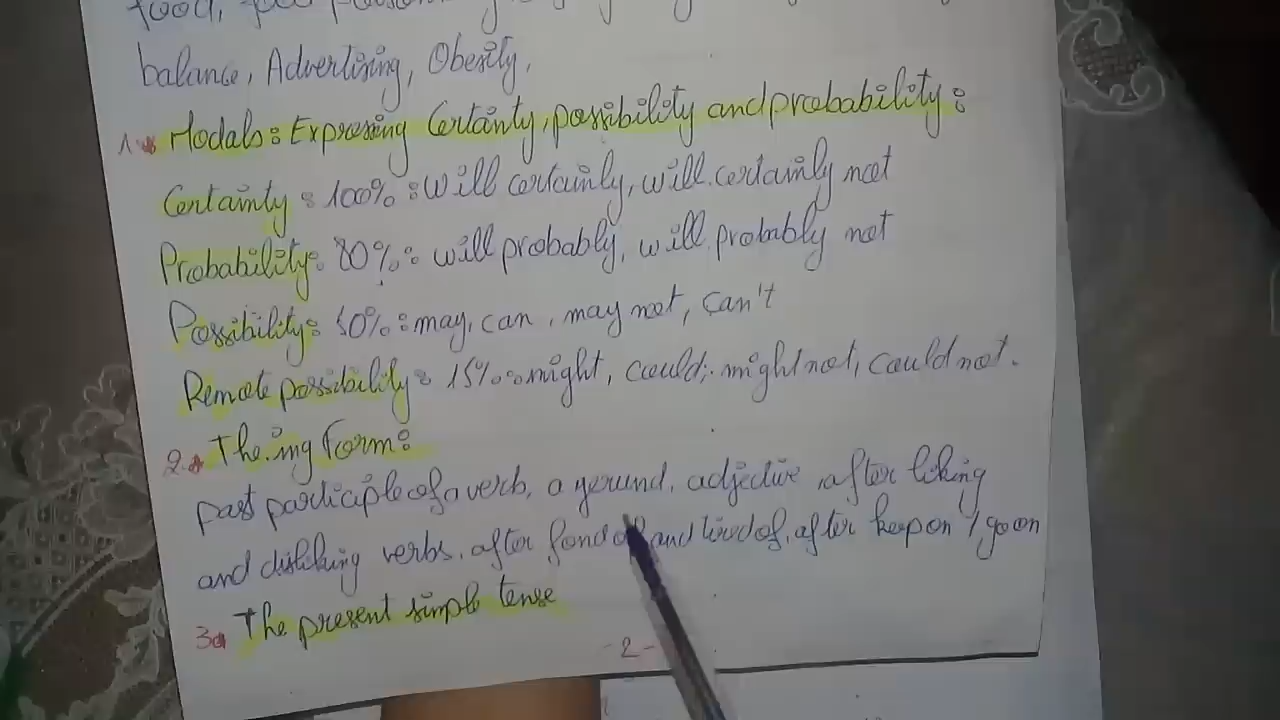 food,
balance, Advertising, Obesity,
1 Modals: Expressing Certainty, possibility and probability:
Certainty: 100%: will certainly, will certainly not
Probability: 80%: will probably, will probably not
Possibility: 50%: may, can, may not, can't
Remote possibility: 15%: might, could, might not, could not.
2 The ing form:
past participle of a verb, a gerund, adjective, after liking
and disliking verbs, after fond of and tired of, after keep on / go on
3 The present simple tense
-2-